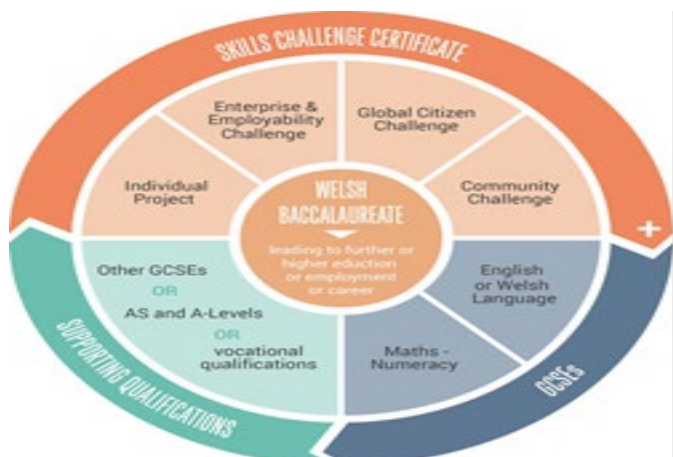 SKILLS CHALLENGE CERTIFICATE
Enterprise &
Employability
Challenge
Global Citizen
Challenge
Individual
Project
WELSH
BACCALAUREATE
leading to further or
higher eduction
or employment
or career
Community
Challenge
+
Other GCSEs
OR
AS and A-Levels
OR
vocational
qualifications
English
or Welsh
Language
Maths -
Numeracy
SUPPORTING QUALIFICATIONS
GCSEs